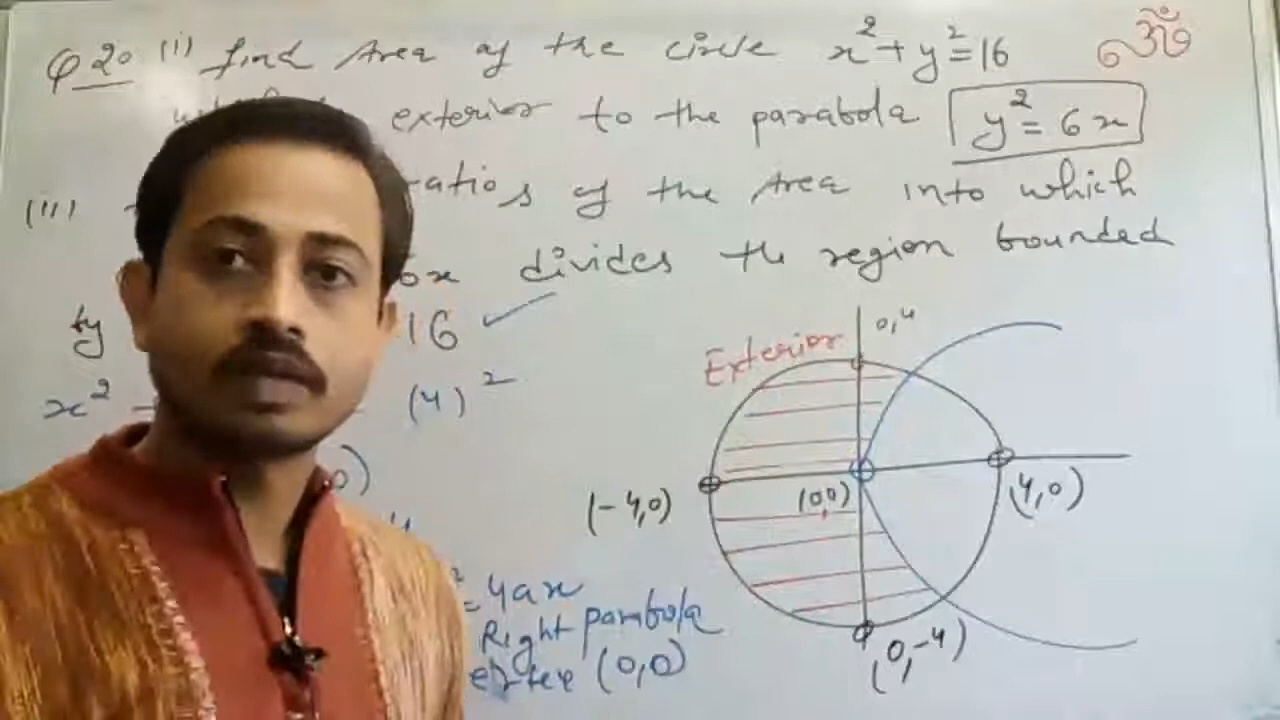 Q 20 (i) find Area of the circle x² + y² = 16
ॐ
exterior to the parabola y² = 6x
(ii) ratios of the Area into which
6x divides the region bounded
by 16 ✓
x² (4)²
0)
= 4ax
Right parabola
(0,0)
Exterior
0,4
(-4,0) (0,0) (4,0)
(0,-4)